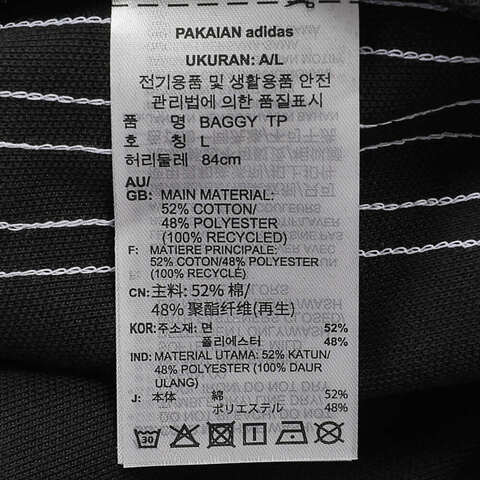 PAKAIAN adidas
UKURAN: A/L
전기용품 및 생활용품 안전
관리법에 의한 품질표시
품 명 BAGGY TP
호 칭 L
허리둘레 84cm
AU/
GB: MAIN MATERIAL:
52% COTTON/
48% POLYESTER
(100% RECYCLED)
F: MATIERE PRINCIPALE:
52% COTON/48% POLYESTER
(100% RECYCLÉ)
CN: 主料: 52% 棉/
48% 聚酯纤维(再生)
KOR: 주소재: 면 52%
폴리에스터 48%
IND: MATERIAL UTAMA: 52% KATUN/
48% POLYESTER (100% DAUR
ULANG)
J: 本体 綿 52%
ポリエステル 48%
30